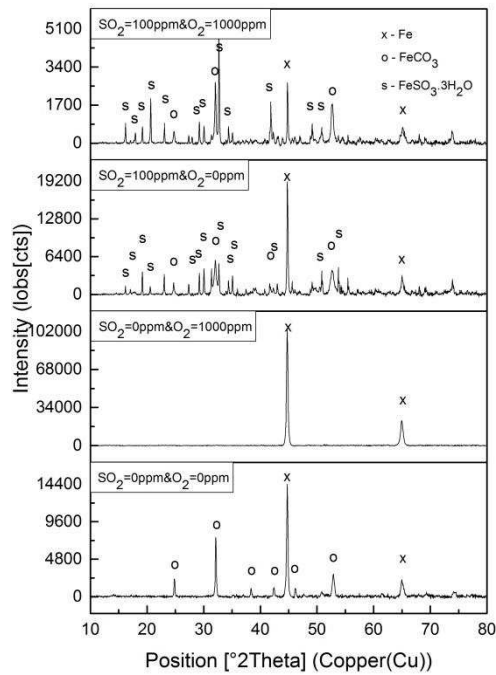 SO2=100ppm&O2=1000ppm
x - Fe
o - FeCO3
s - FeSO3.3H2O
5100
3400
1700
0
s s s s s o s s o s s s x s s o x
SO2=100ppm&O2=0ppm
19200
12800
6400
0
s s s s s o s s s o s s s o s x s o s x
SO2=0ppm&O2=1000ppm
102000
68000
34000
0
x x
SO2=0ppm&O2=0ppm
14400
9600
4800
0
o o o o o x o x
10 20 30 40 50 60 70 80
Position [°2Theta] (Copper(Cu))
Intensity (Iobs[cts])